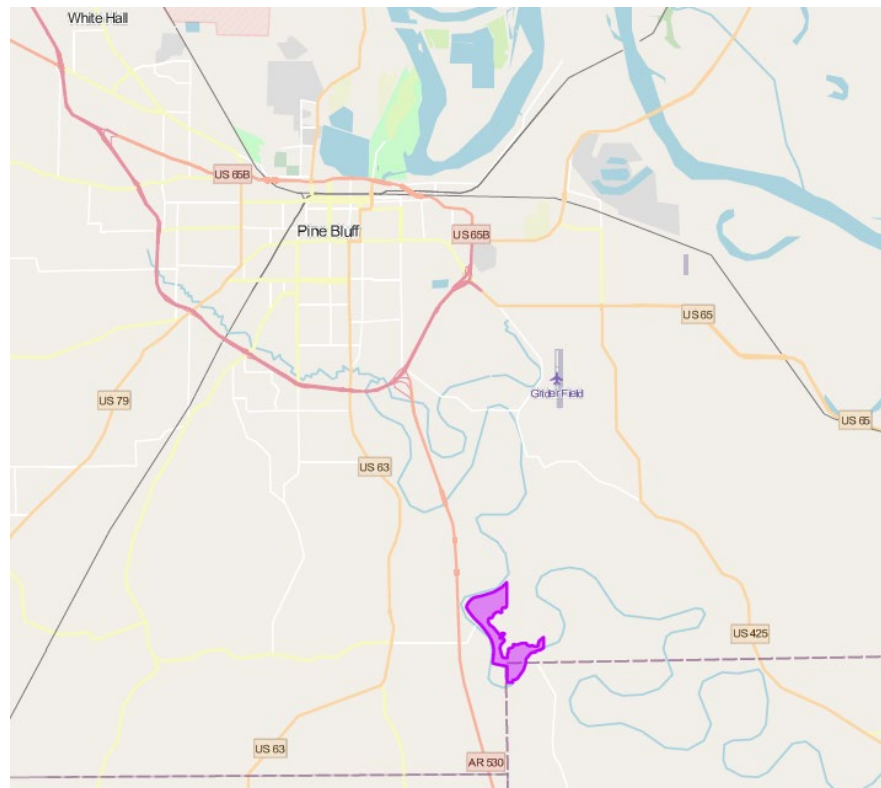 White Hall
US 65B
Pine Bluff
US 65B
US 65
Grider Field
US 79
US 65
US 63
US 425
US 63
AR 530